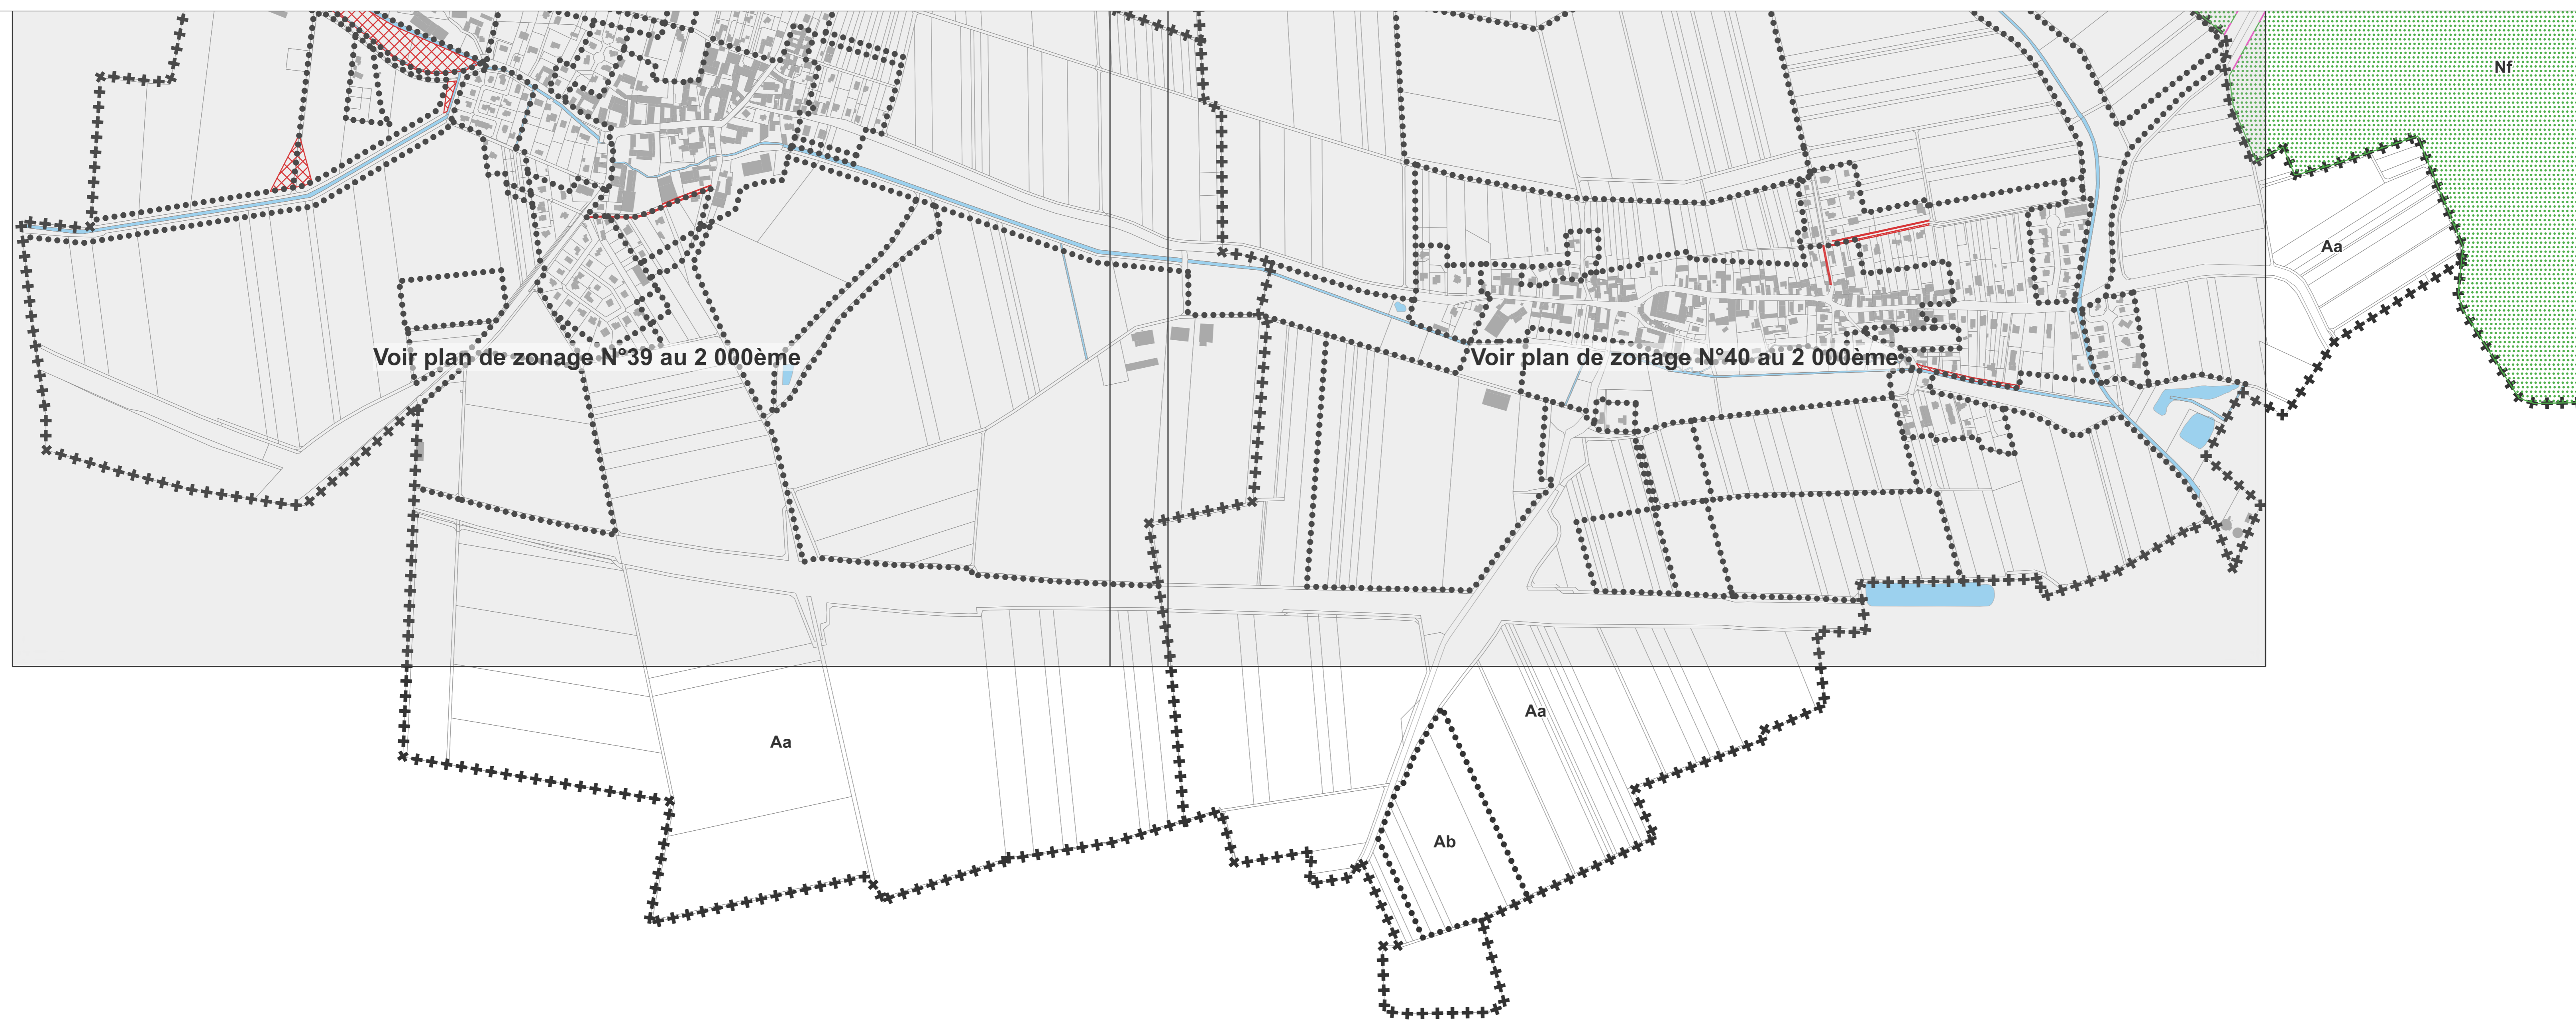 Nf
Aa
Voir plan de zonage N°39 au 2 000ème
Voir plan de zonage N°40 au 2 000ème
Aa
Aa
Ab